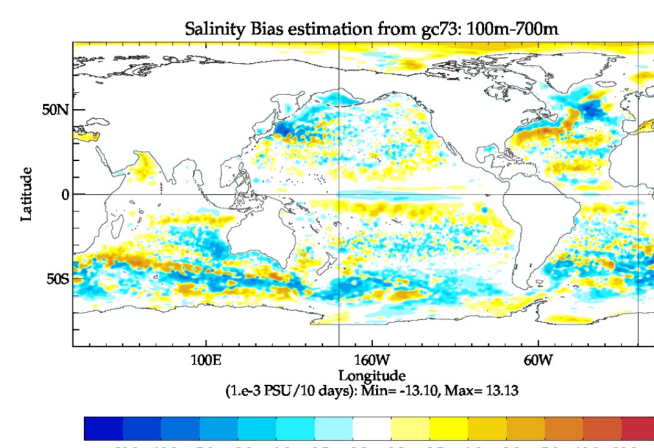 Salinity Bias estimation from gc73: 100m-700m
50N
0
50S
Latitude
100E 160W 60W
Longitude
(1.e-3 PSU/10 days): Min= -13.10, Max= 13.13